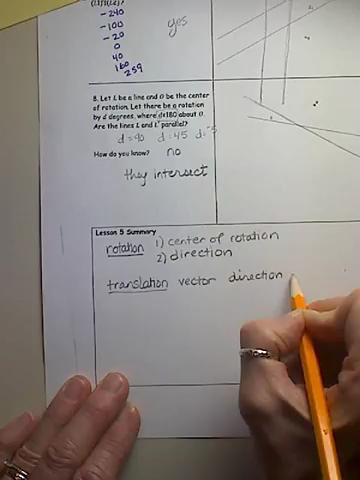 -240
-100
-20
0
40
160
259
yes
8. Let L be a line and O be the center
of rotation. Let there be a rotation
by d degrees, where d≠180 about O.
Are the lines L and L' parallel?
d=90 d=45 d=-5
How do you know? no
they intersect
Lesson 5 Summary
rotation 1) center of rotation
2) direction
translation vector direction